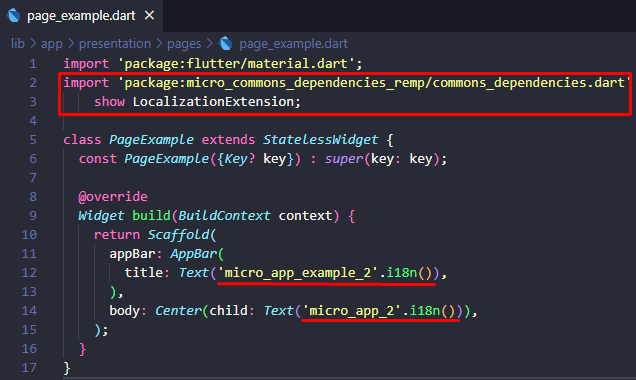 page_example.dart ×
lib > app > presentation > pages > page_example.dart
1 import 'package:flutter/material.dart';
2 import 'package:micro_commons_dependencies_remp/commons_dependencies.dart'
3     show LocalizationExtension;
4
5 class PageExample extends StatelessWidget {
6   const PageExample({Key? key}) : super(key: key);
7
8   @override
9   Widget build(BuildContext context) {
10     return Scaffold(
11       appBar: AppBar(
12         title: Text('micro_app_example_2'.i18n()),
13       ),
14       body: Center(child: Text('micro_app_2'.i18n())),
15     );
16   }
17 }